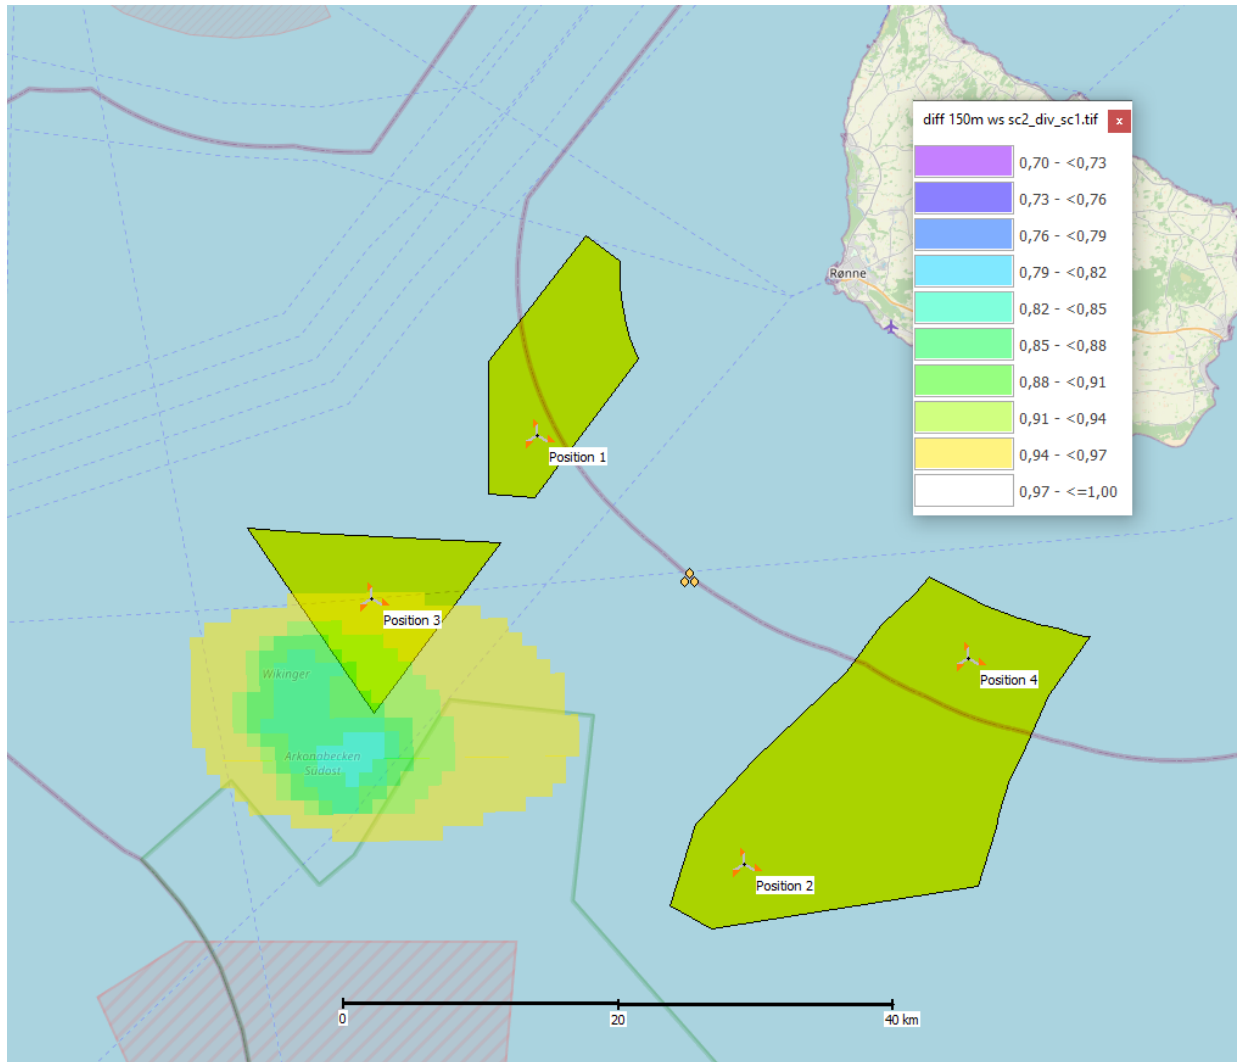 diff 150m ws sc2_div_sc1.tif
x
0,70 - <0,73
0,73 - <0,76
0,76 - <0,79
0,79 - <0,82
0,82 - <0,85
0,85 - <0,88
0,88 - <0,91
0,91 - <0,94
0,94 - <0,97
0,97 - <=1,00
Rønne
Position 1
Position 3
Wikinger
Position 4
Arkonabecken
Südost
Position 2
0
20
40 km